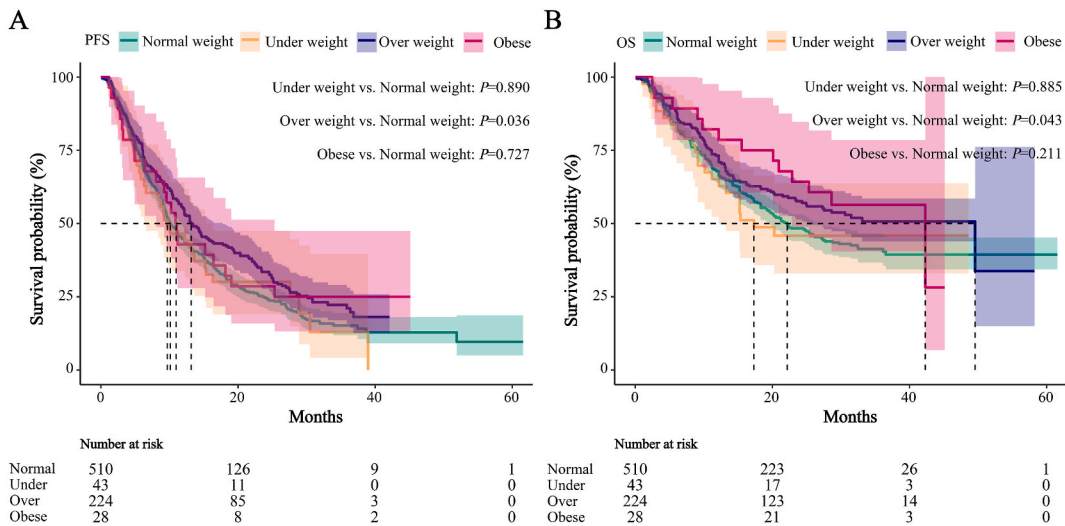 A
PFS Normal weight Under weight Over weight Obese
Under weight vs. Normal weight: P=0.890
Over weight vs. Normal weight: P=0.036
Obese vs. Normal weight: P=0.727
Survival probability (%)
100
75
50
25
0
0 20 40 60
Months
Number at risk
Normal 510 126 9 1
Under 43 11 0 0
Over 224 85 3 0
Obese 28 8 2 0
B
OS Normal weight Under weight Over weight Obese
Under weight vs. Normal weight: P=0.885
Over weight vs. Normal weight: P=0.043
Obese vs. Normal weight: P=0.211
Survival probability (%)
100
75
50
25
0
0 20 40 60
Months
Number at risk
Normal 510 223 26 1
Under 43 17 3 0
Over 224 123 14 0
Obese 28 21 3 0